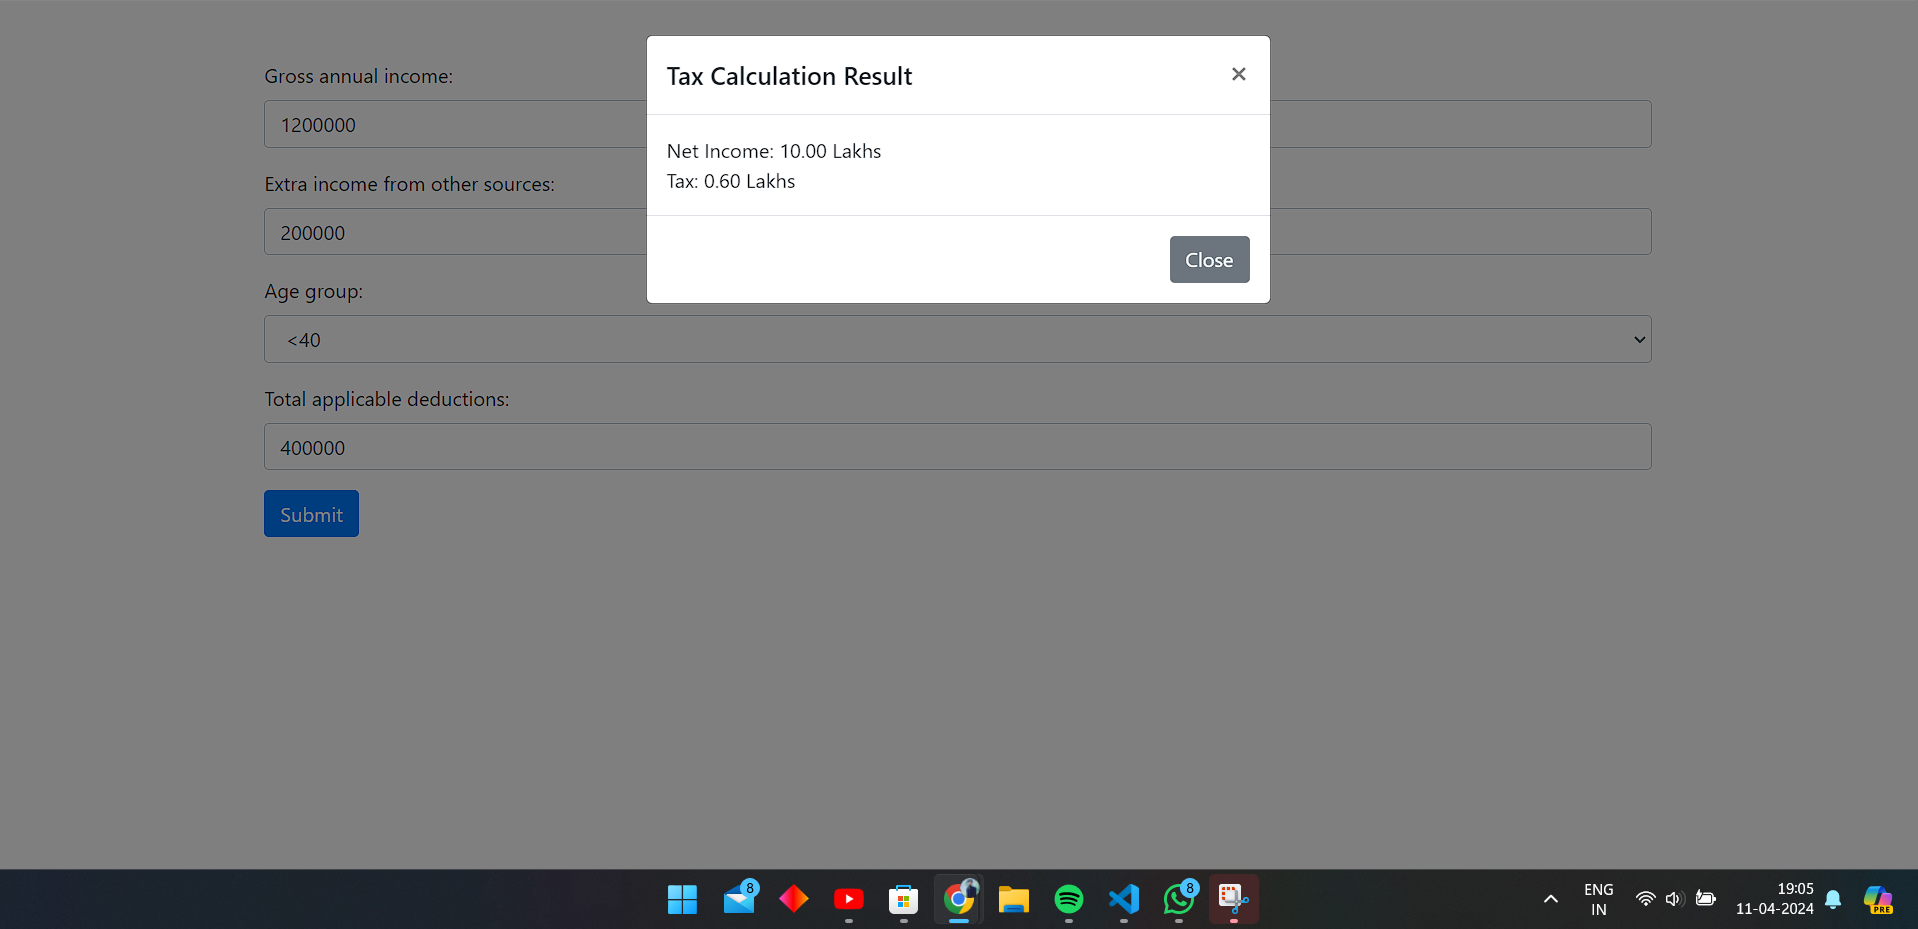 Tax Calculation Result
×
Net Income: 10.00 Lakhs
Tax: 0.60 Lakhs
Close
Gross annual income:
1200000
Extra income from other sources:
200000
Age group:
<40
Total applicable deductions:
400000
Submit
8
8
ENG
IN
19:05
11-04-2024
PRE